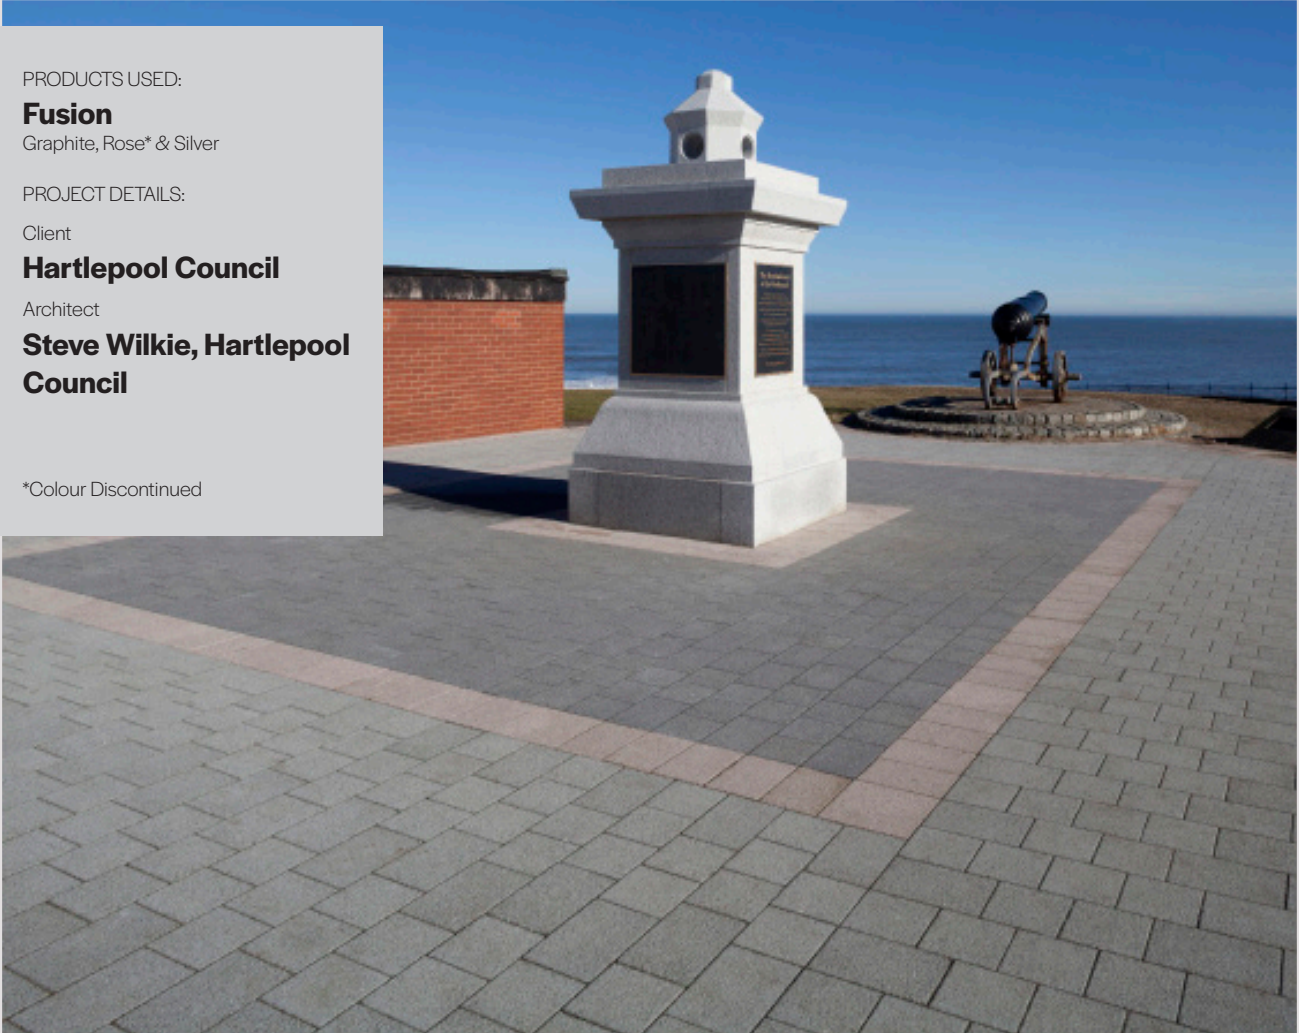 PRODUCTS USED:
Fusion
Graphite, Rose* & Silver
PROJECT DETAILS:
Client
Hartlepool Council
Architect
Steve Wilkie, Hartlepool
Council
*Colour Discontinued